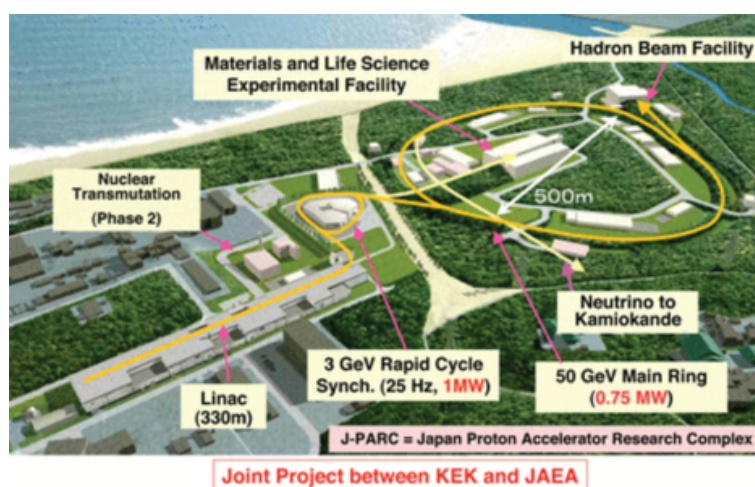 Hadron Beam Facility
Materials and Life Science
Experimental Facility
Nuclear
Transmutation
(Phase 2)
500m
Neutrino to
Kamiokande
3 GeV Rapid Cycle
Synch. (25 Hz, 1MW)
50 GeV Main Ring
(0.75 MW)
Linac
(330m)
J-PARC = Japan Proton Accelerator Research Complex
Joint Project between KEK and JAEA